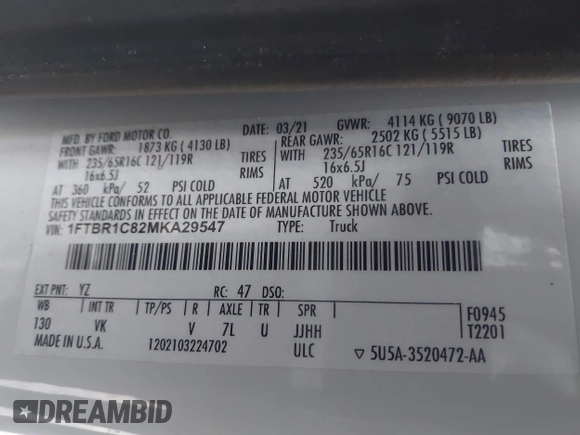 MFD. BY FORD MOTOR CO.
DATE: 03/21
GVWR: 4114 KG ( 9070 LB)
FRONT GAWR: 1873 KG ( 4130 LB)
REAR GAWR: 2502 KG ( 5515 LB)
WITH 235/65R16C 121/119R TIRES
WITH 235/65R16C 121/119R TIRES
16x6.5J RIMS
16x6.5J RIMS
AT 360 kPa/ 52 PSI COLD
AT 520 kPa/ 75 PSI COLD
THIS VEHICLE CONFORMS TO ALL APPLICABLE FEDERAL MOTOR VEHICLE
SAFETY STANDARDS IN EFFECT ON THE DATE OF MANUFACTURE SHOWN ABOVE.
VIN: 1FTBR1C82MKA29547
TYPE: Truck
EXT PNT: YZ RC: 47 DSO:
WB INT TR TP/PS R AXLE TR SPR
130 VK V 7L U JJHH
F0945
T2201
MADE IN U.S.A. 1202103224702 ULC ▽ 5U5A-3520472-AA
DREAMBID